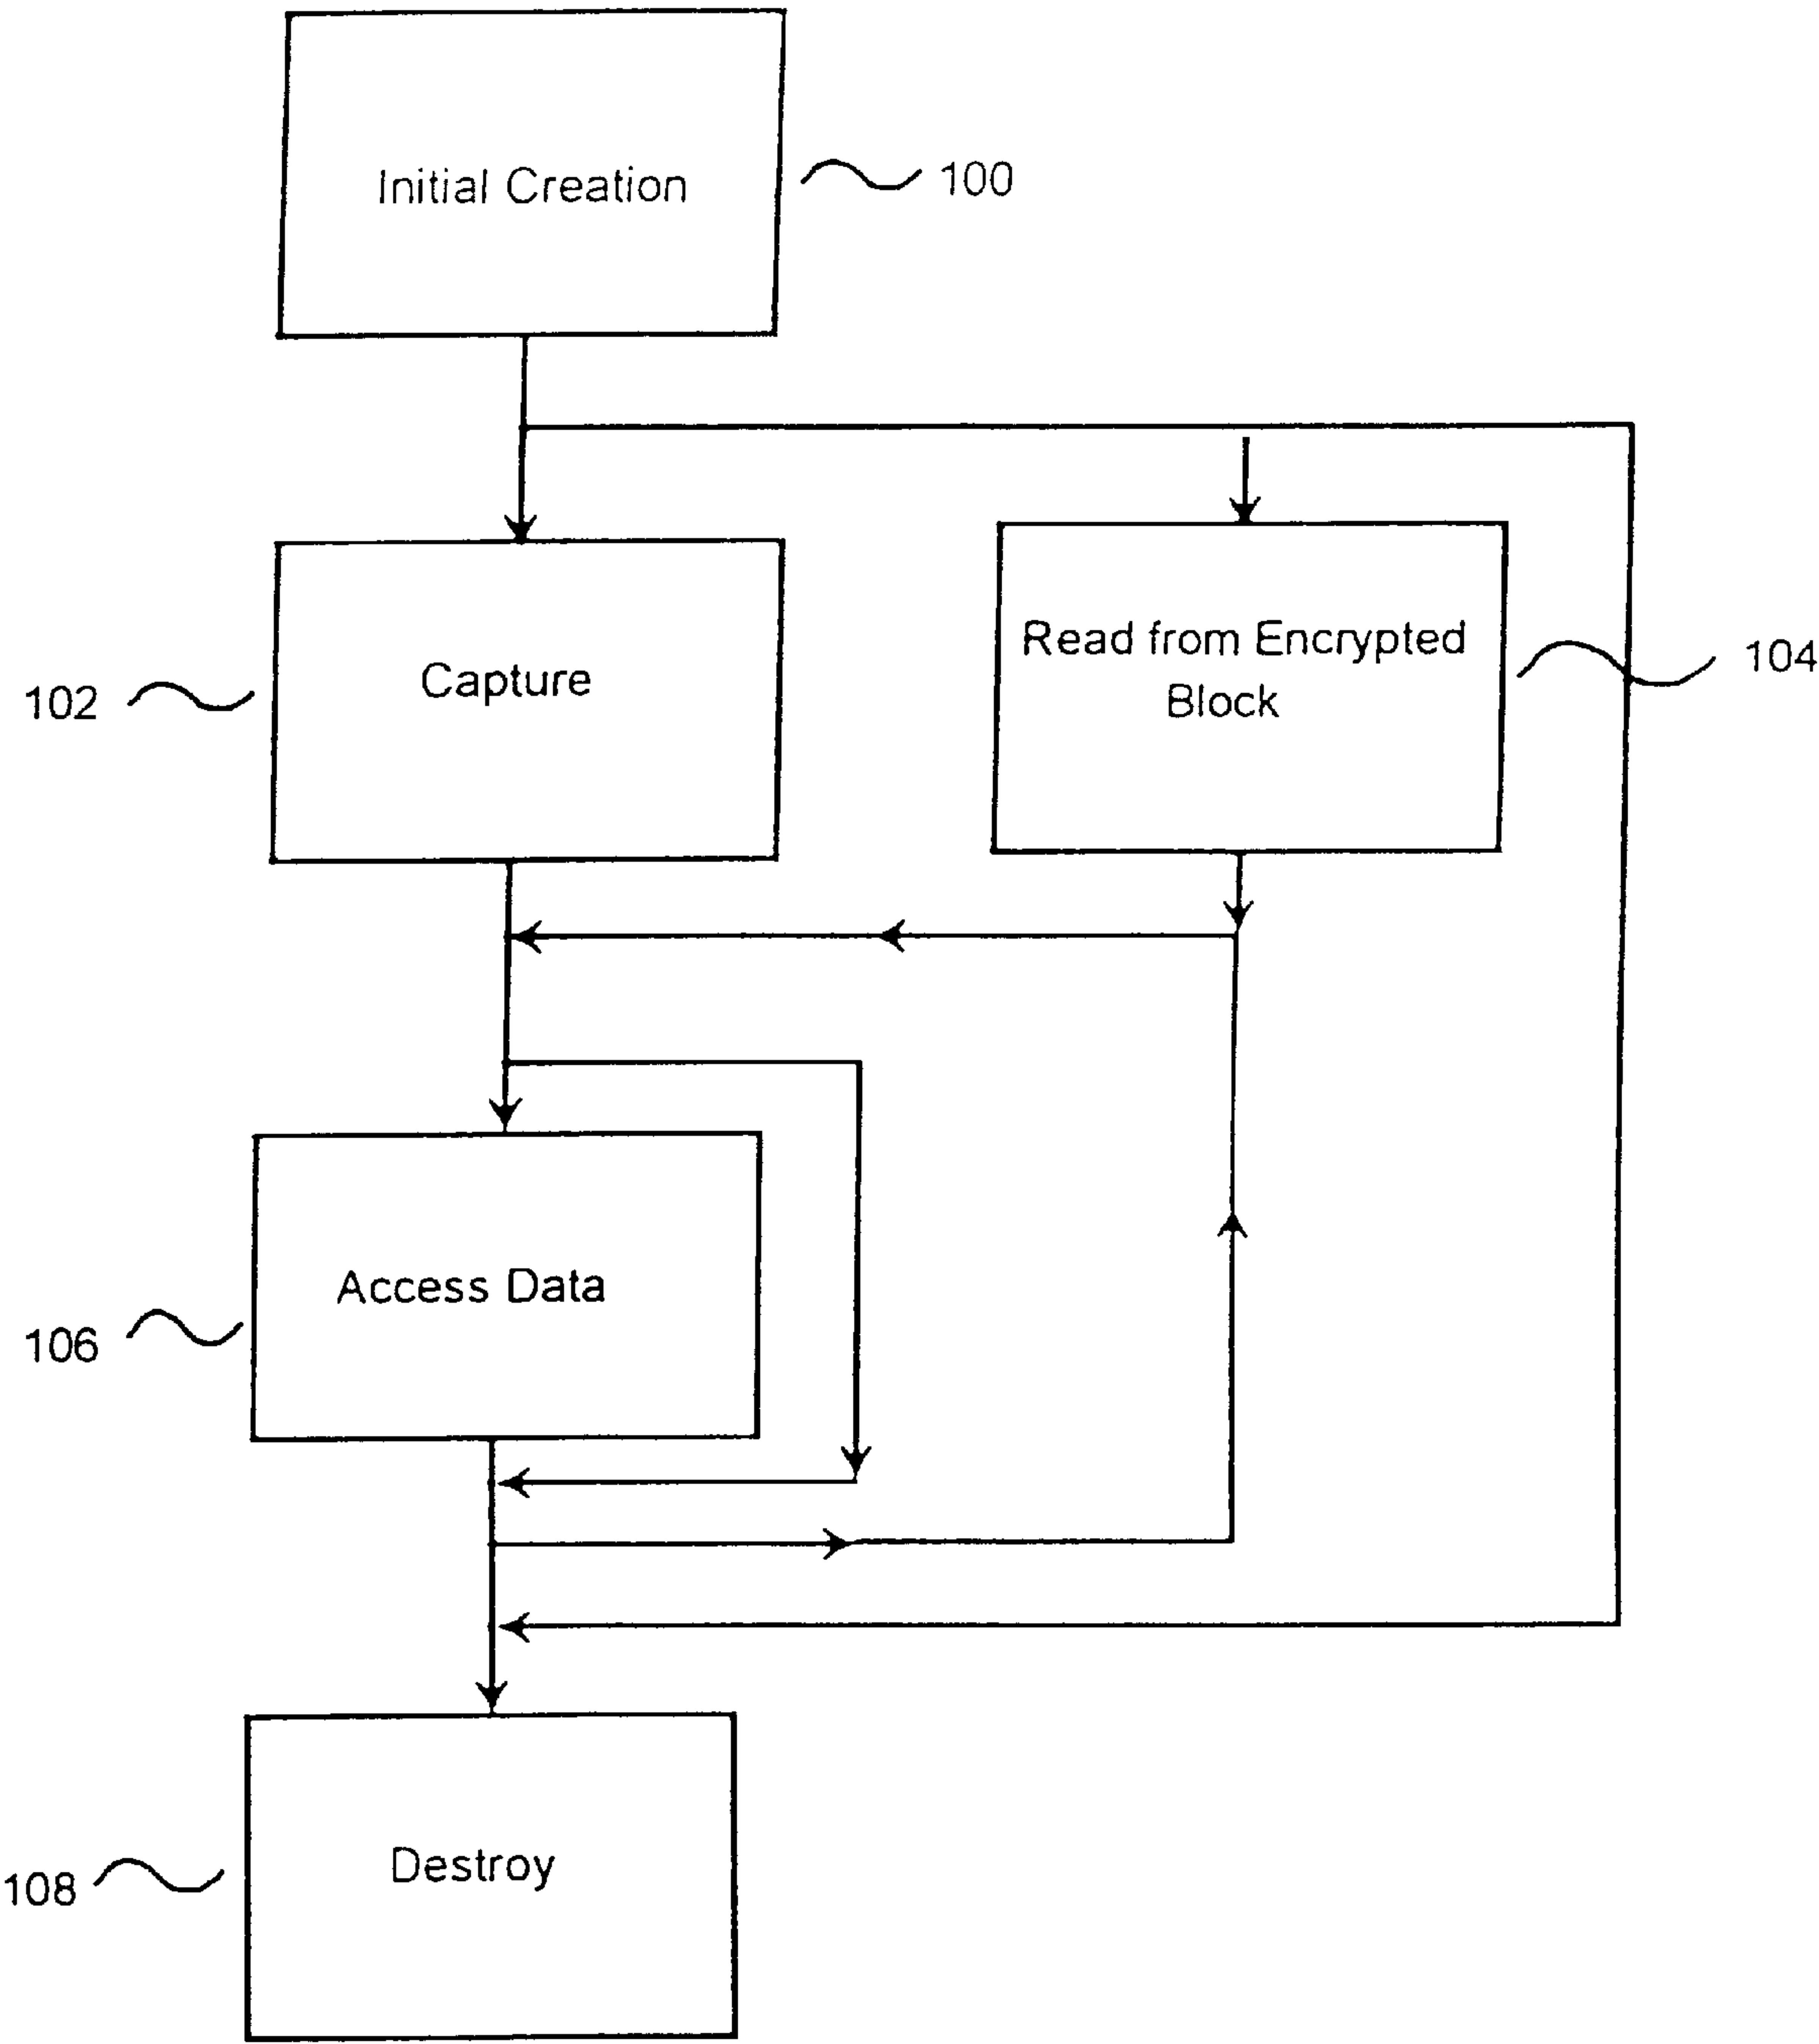 Initial Creation
100
Capture
102
Read from Encrypted
Block
104
Access Data
106
Destroy
108